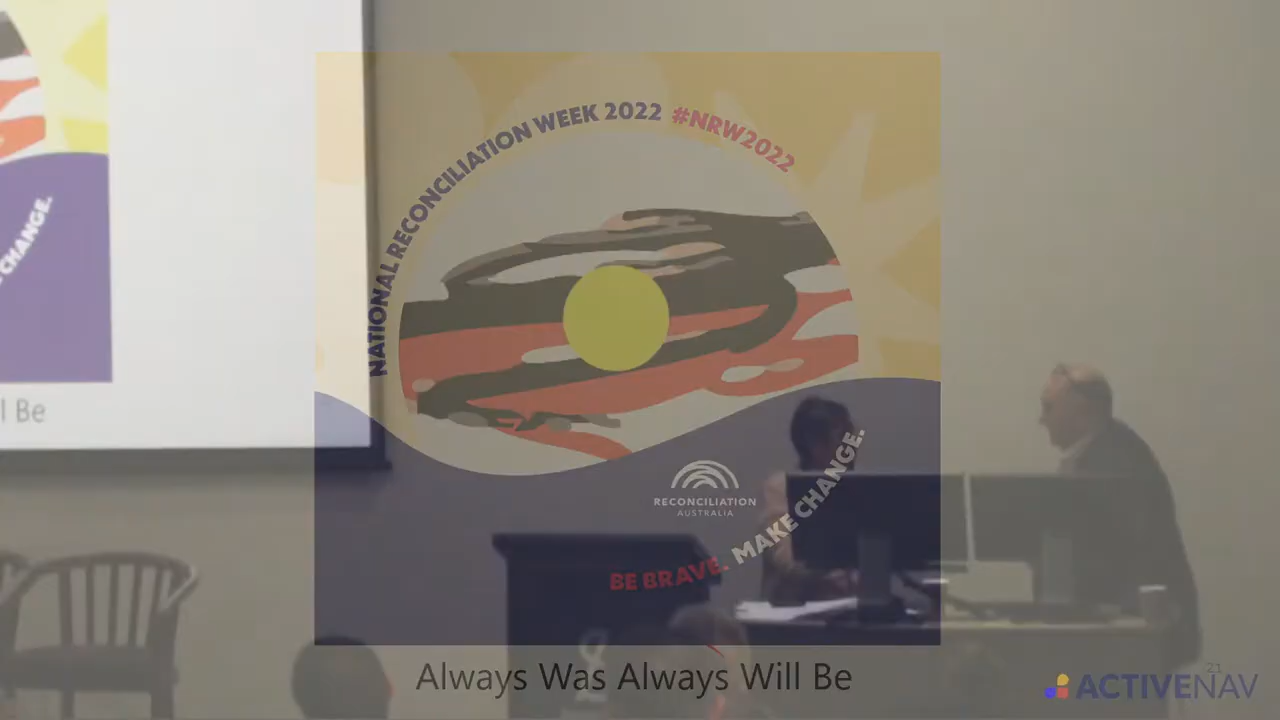 NATIONAL RECONCILIATION WEEK 2022 #NRW2022
CHANGE.
l Be
RECONCILIATION
AUSTRALIA
BE BRAVE. MAKE CHANGE.
Always Was Always Will Be
21
ACTIVENAV